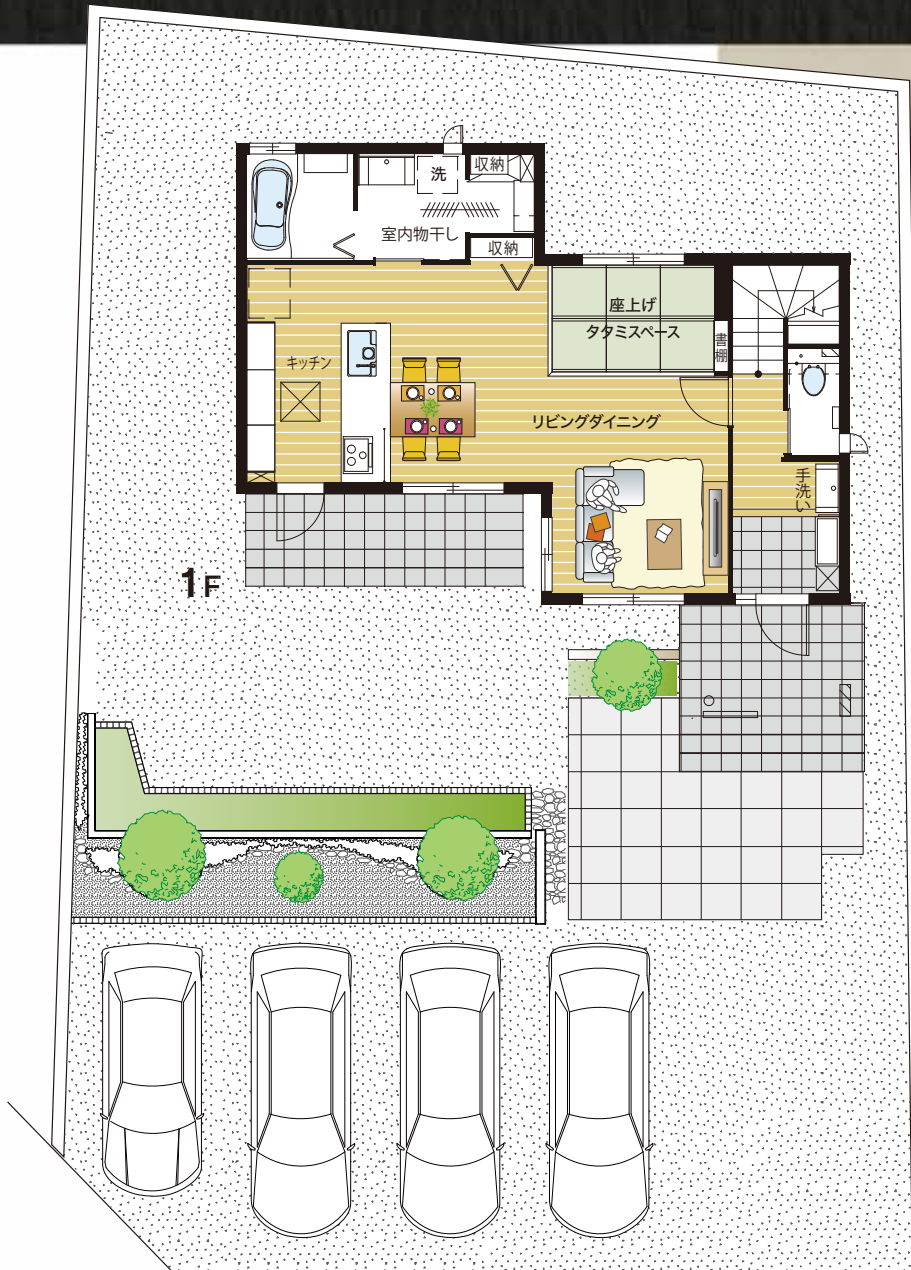 洗
収納
室内物干し
収納
座上げ
タタミスペース
書棚
キッチン
リビングダイニング
手洗い
1F